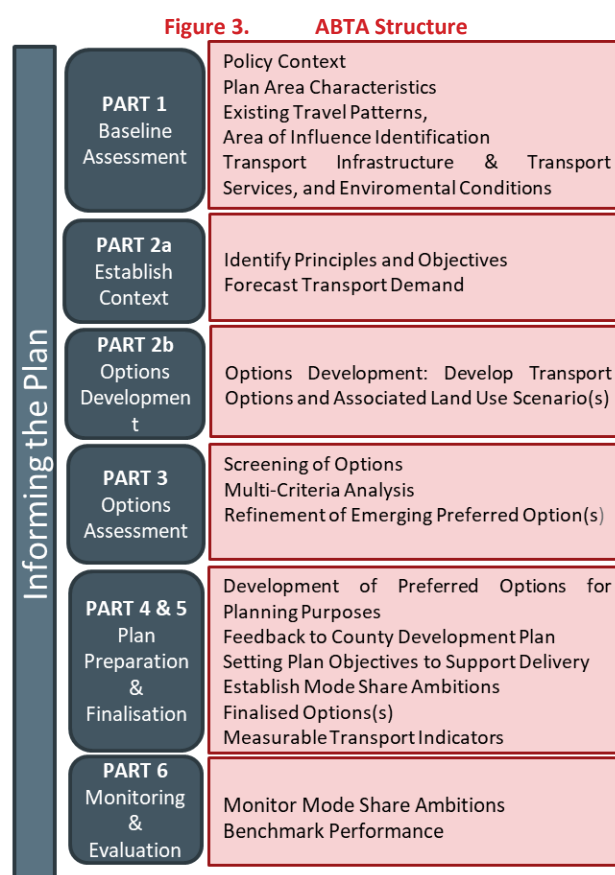 Figure 3. ABTA Structure
Informing the Plan
PART 1
Baseline
Assessment
Policy Context
Plan Area Characteristics
Existing Travel Patterns,
Area of Influence Identification
Transport Infrastructure & Transport
Services, and Enviromental Conditions
PART 2a
Establish
Context
Identify Principles and Objectives
Forecast Transport Demand
PART 2b
Options
Developmen
t
Options Development: Develop Transport
Options and Associated Land Use Scenario(s)
PART 3
Options
Assessment
Screening of Options
Multi-Criteria Analysis
Refinement of Emerging Preferred Option(s)
PART 4 & 5
Plan
Preparation
&
Finalisation
Development of Preferred Options for
Planning Purposes
Feedback to County Development Plan
Setting Plan Objectives to Support Delivery
Establish Mode Share Ambitions
Finalised Options(s)
Measurable Transport Indicators
PART 6
Monitoring
&
Evaluation
Monitor Mode Share Ambitions
Benchmark Performance